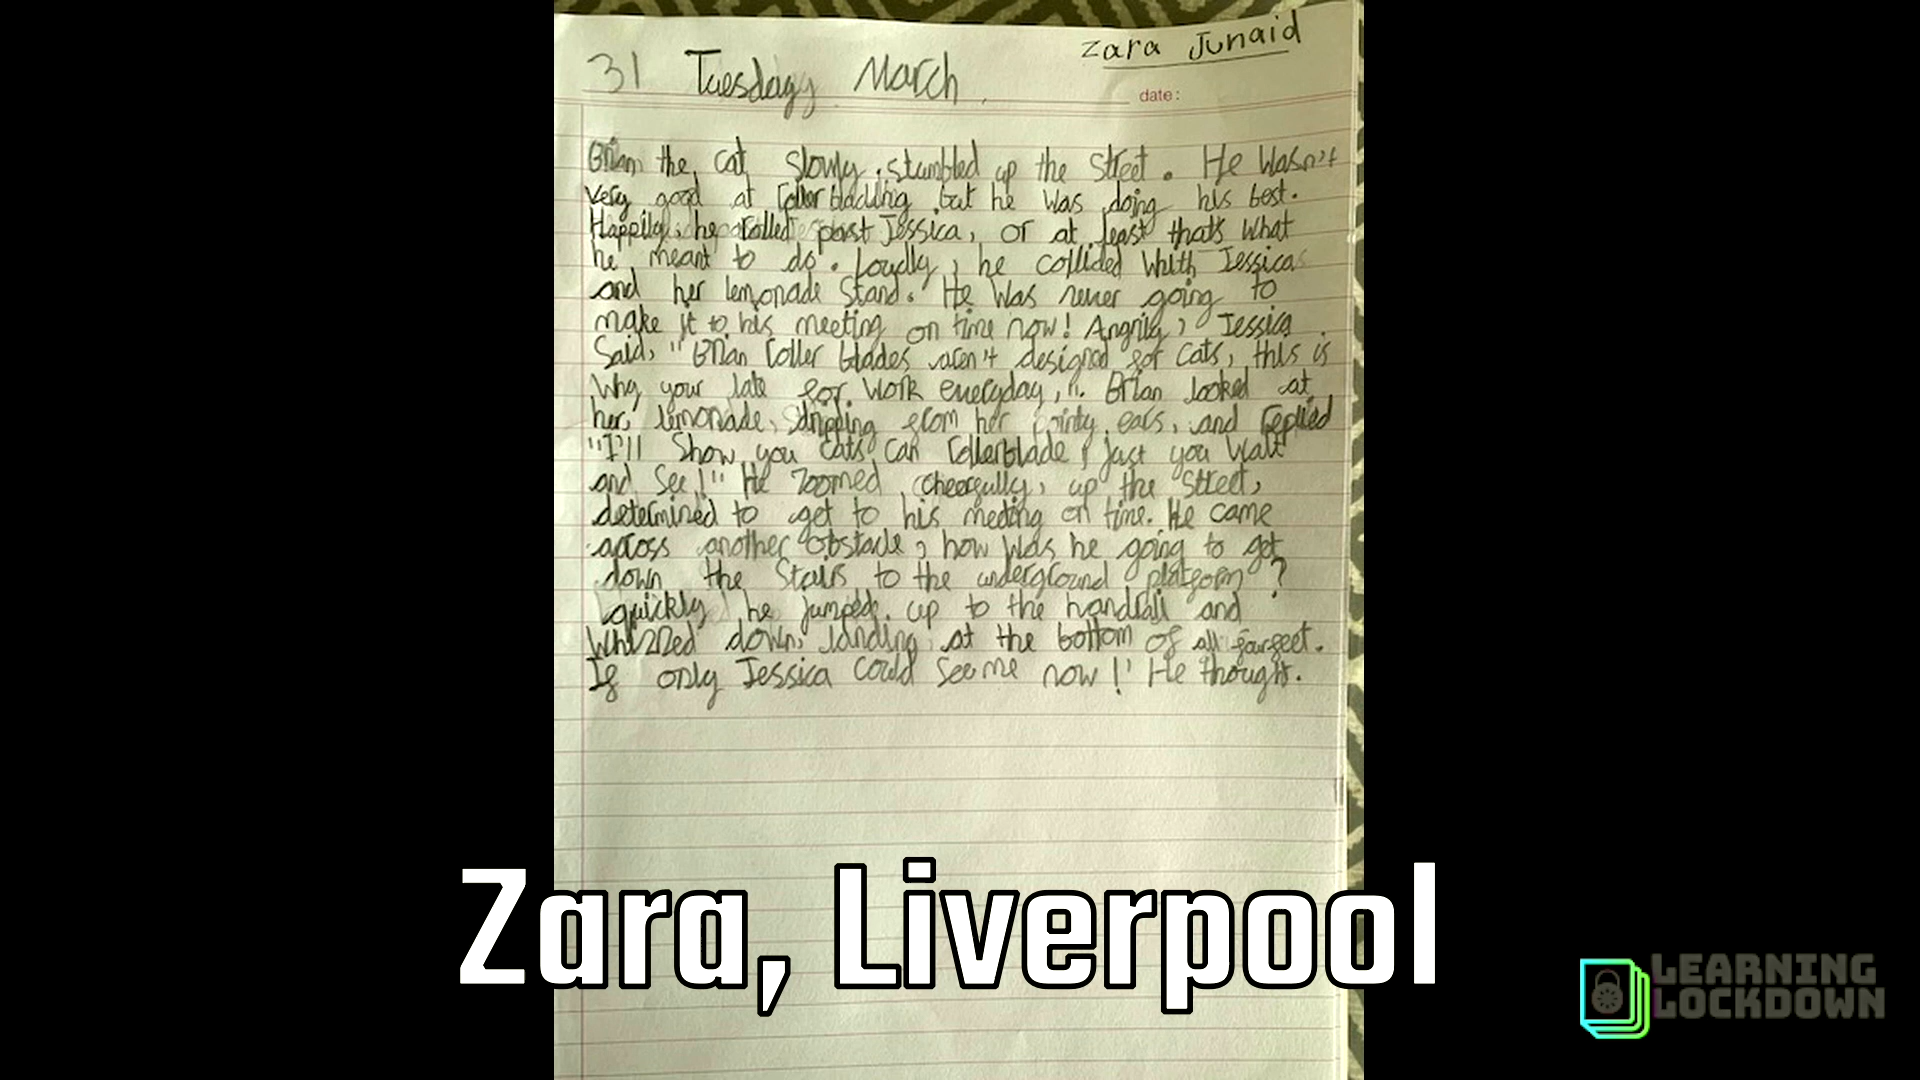 Zara Junaid
31 Tuesday March
date:
Brian the cat slowly stumbled up the street. He wasn't
very good at rollerblading but he was doing his best.
Happily, he rolled past Jessica, or at least that's what
he meant to do. Loudly, he collided whith Jessica
and her lemonade stand. He was never going to
make it to his meeting on time now! Angrily, Jessica
said, "Brian roller blades aren't designed for cats, this is
why your late for work everyday,". Brian looked at
her, lemonade dripping from her pointy ears, and replied
"I'll show you cats can rollerblade, just you wait
and see!" He zoomed cheerfully, up the street,
determined to get to his meeting on time. He came
across another obstacle, how was he going to get
down the stairs to the underground platform?
quickly he jumped up to the handrail and
whizzed down, landing at the bottom of all four feet.
If only Jessica could see me now!' He thought.
Zara, Liverpool
LEARNING
LOCKDOWN